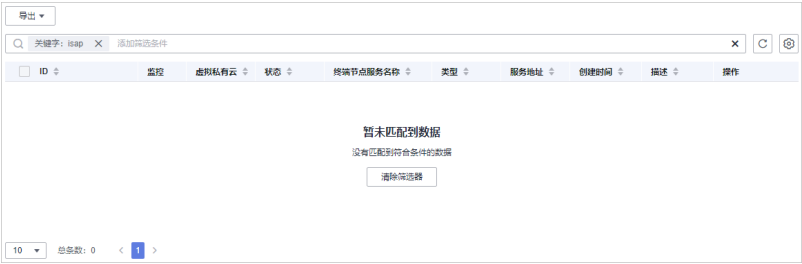 导出
关键字：isap 添加筛选条件
ID 监控 虚拟私有云 状态 终端节点服务名称 类型 服务地址 创建时间 描述 操作
暂未匹配到数据
没有匹配到符合条件的数据
清除筛选器
10 总条数：0 1